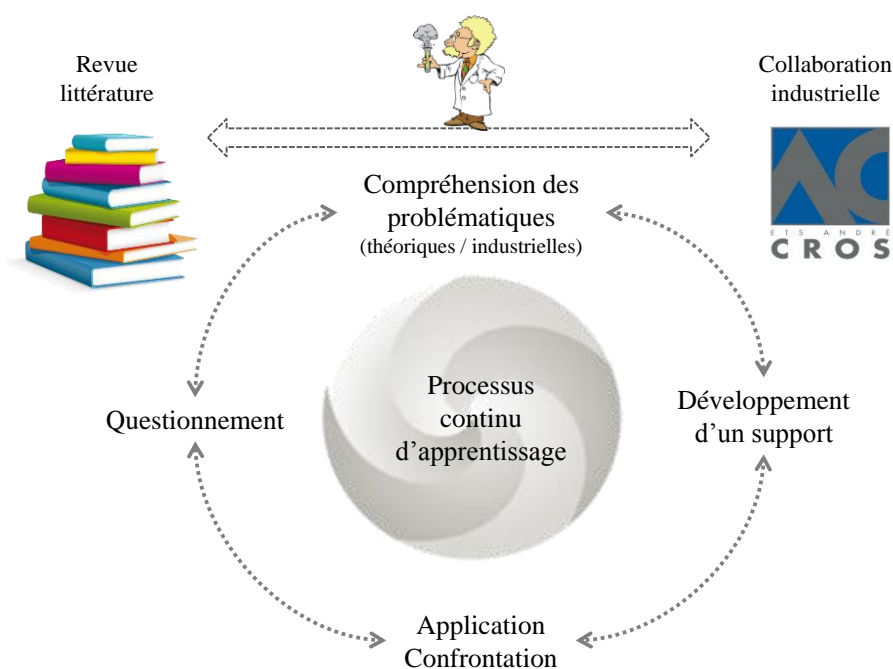 Revue
littérature
Collaboration
industrielle
ETS ANDRE
CROS
Compréhension des
problématiques
(théoriques / industrielles)
Questionnement
Processus
continu
d’apprentissage
Développement
d’un support
Application
Confrontation